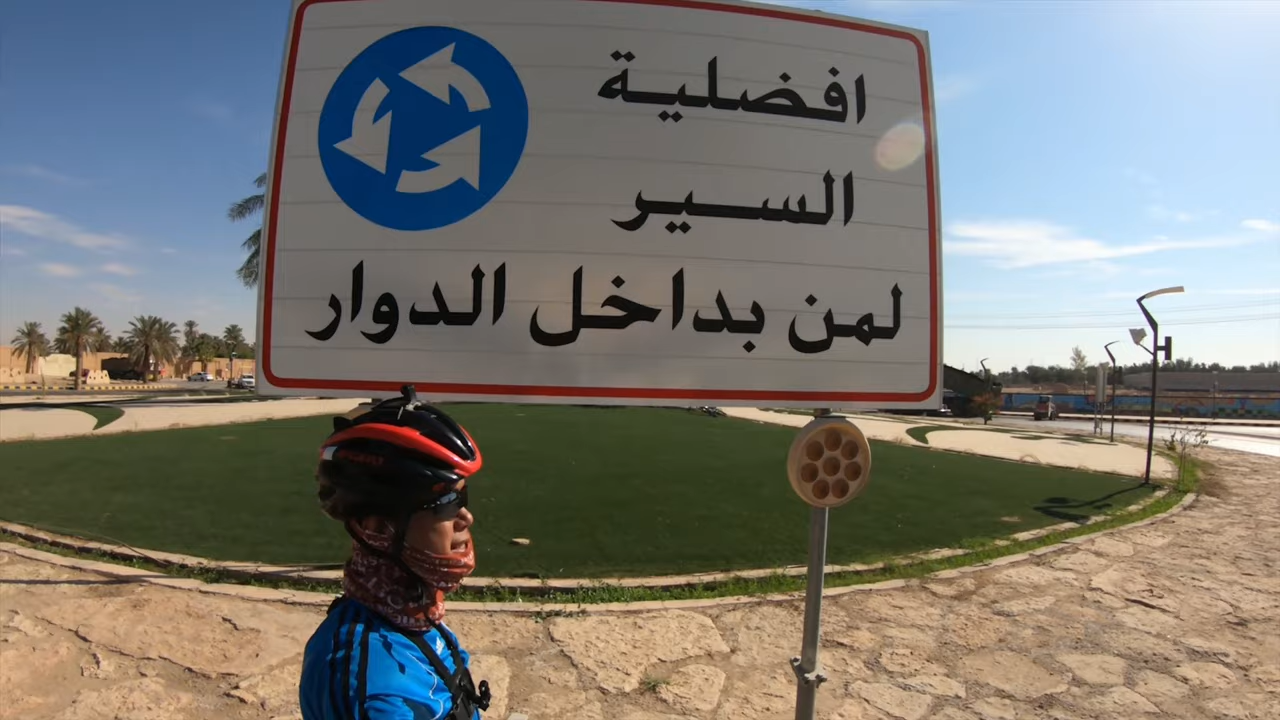 افضلية
السير
لمن بداخل الدوار